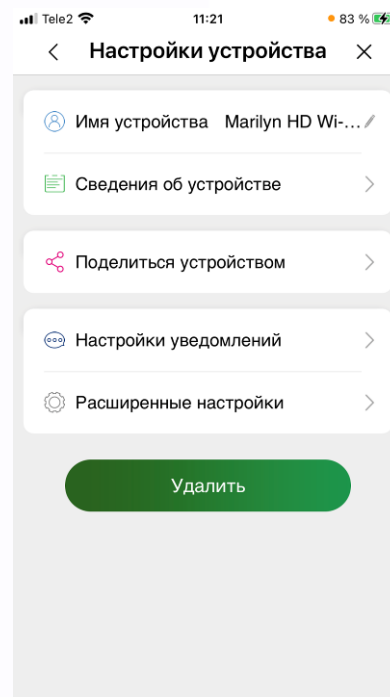 Tele2 11:21 83 %
Настройки устройства
Имя устройства Marilyn HD Wi-...
Сведения об устройстве
Поделиться устройством
Настройки уведомлений
Расширенные настройки
Удалить